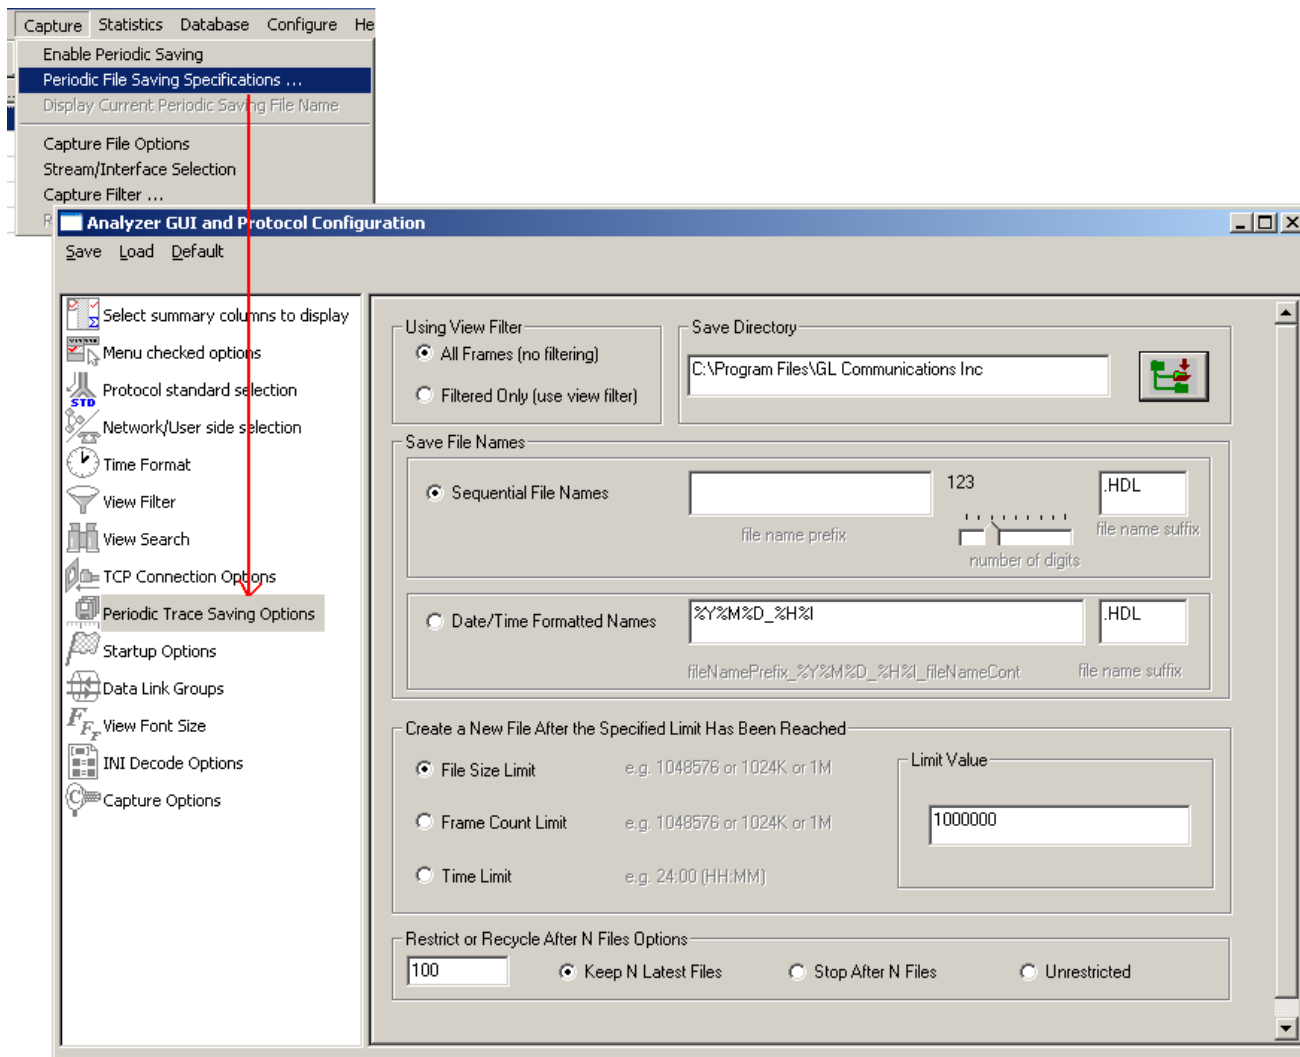 Capture Statistics Database Configure He
Enable Periodic Saving
Periodic File Saving Specifications ...
Display Current Periodic Saving File Name
Capture File Options
Stream/Interface Selection
Capture Filter ...
R
Analyzer GUI and Protocol Configuration
Save Load Default
Select summary columns to display
Menu checked options
STD Protocol standard selection
Network/User side selection
Time Format
View Filter
View Search
TCP Connection Options
Periodic Trace Saving Options
Startup Options
Data Link Groups
View Font Size
INI Decode Options
Capture Options
Using View Filter
All Frames (no filtering)
Filtered Only (use view filter)
Save Directory
C:\Program Files\GL Communications Inc
Save File Names
Sequential File Names
file name prefix
123
number of digits
.HDL
file name suffix
Date/Time Formatted Names
%Y%M%D_%H%I
fileNamePrefix_%Y%M%D_%H%I_fileNameCont
.HDL
file name suffix
Create a New File After the Specified Limit Has Been Reached
File Size Limit e.g. 1048576 or 1024K or 1M
Frame Count Limit e.g. 1048576 or 1024K or 1M
Time Limit e.g. 24:00 (HH:MM)
Limit Value
1000000
Restrict or Recycle After N Files Options
100 Keep N Latest Files Stop After N Files Unrestricted